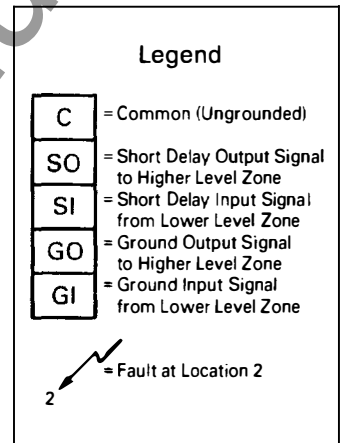 Legend
C = Common (Ungrounded)
SO = Short Delay Output Signal
to Higher Level Zone
SI = Short Delay Input Signal
from Lower Level Zone
GO = Ground Output Signal
to Higher Level Zone
GI = Ground Input Signal
from Lower Level Zone
2 = Fault at Location 2